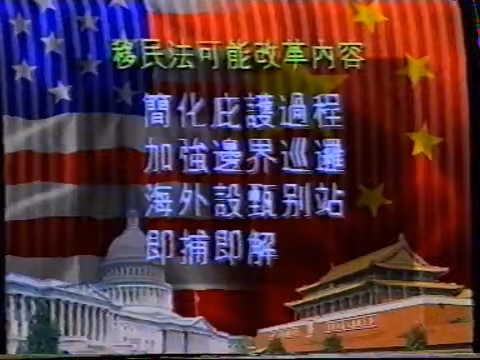 移民法可能改革內容
簡化庇護過程
加強邊界巡邏
海外設甄別站
即捕即解